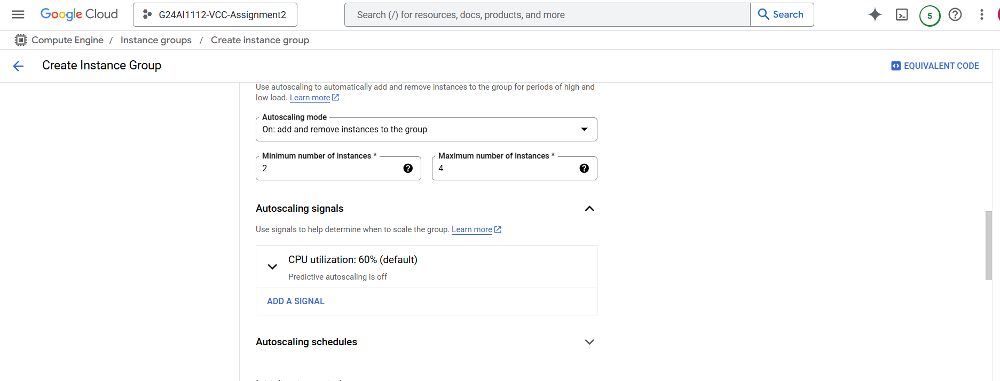 Google Cloud
G24AI1112-VCC-Assignment2
Search (/) for resources, docs, products, and more
Search
5
Compute Engine / Instance groups / Create instance group
Create Instance Group
EQUIVALENT CODE
Use autoscaling to automatically add and remove instances to the group for periods of high and
low load. Learn more
Autoscaling mode
On: add and remove instances to the group
Minimum number of instances *
2
Maximum number of instances *
4
Autoscaling signals
Use signals to help determine when to scale the group. Learn more
CPU utilization: 60% (default)
Predictive autoscaling is off
ADD A SIGNAL
Autoscaling schedules